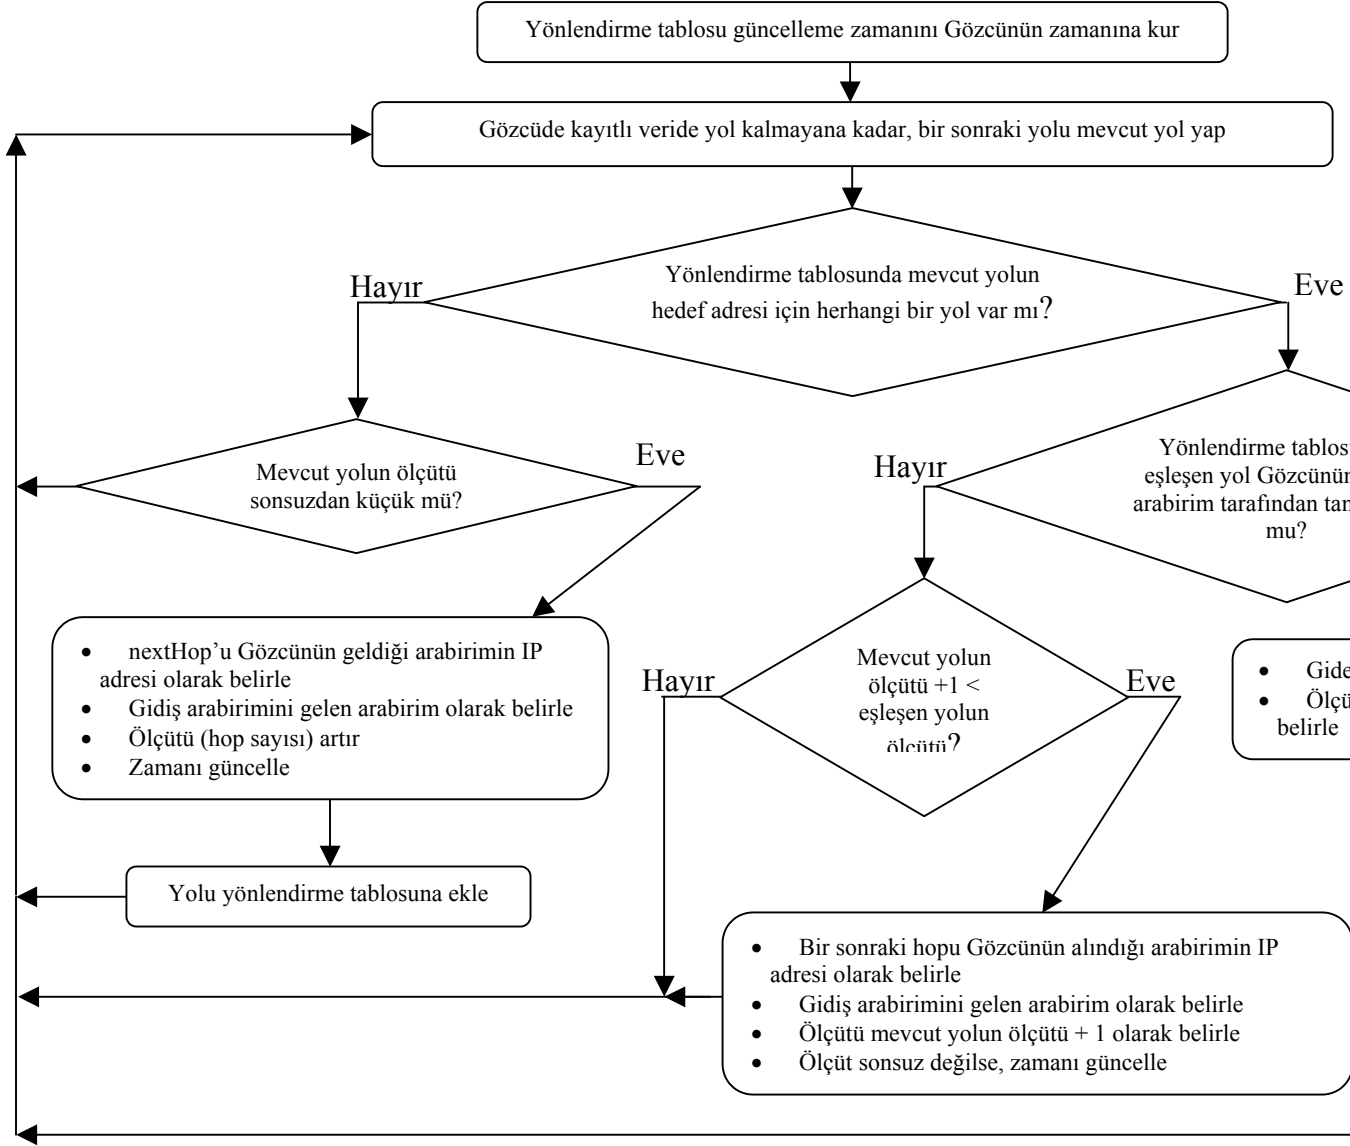 Yönlendirme tablosu güncelleme zamanını Gözcünün zamanına kur
Gözcüde kayıtlı veride yol kalmayana kadar, bir sonraki yolu mevcut yol yap
Yönlendirme tablosunda mevcut yolun
hedef adresi için herhangi bir yol var mı?
Hayır
Eve
Mevcut yolun ölçütü
sonsuzdan küçük mü?
Eve
Hayır
Yönlendirme
eşleşen yol
arabirim tarafından
mu?
• nextHop’u Gözcünün geldiği arabirimin IP
adresi olarak belirle
• Gidiş arabirimini gelen arabirim olarak belirle
• Ölçütü (hop sayısı) artır
• Zamanı güncelle
Hayır
Mevcut yolun
ölçütü +1 <
eşleşen yolun
ölçütü?
Eve
•
•
belirle
Yolu yönlendirme tablosuna ekle
• Bir sonraki hopu Gözcünün alındığı arabirimin IP
adresi olarak belirle
• Gidiş arabirimini gelen arabirim olarak belirle
• Ölçütü mevcut yolun ölçütü + 1 olarak belirle
• Ölçüt sonsuz değilse, zamanı güncelle